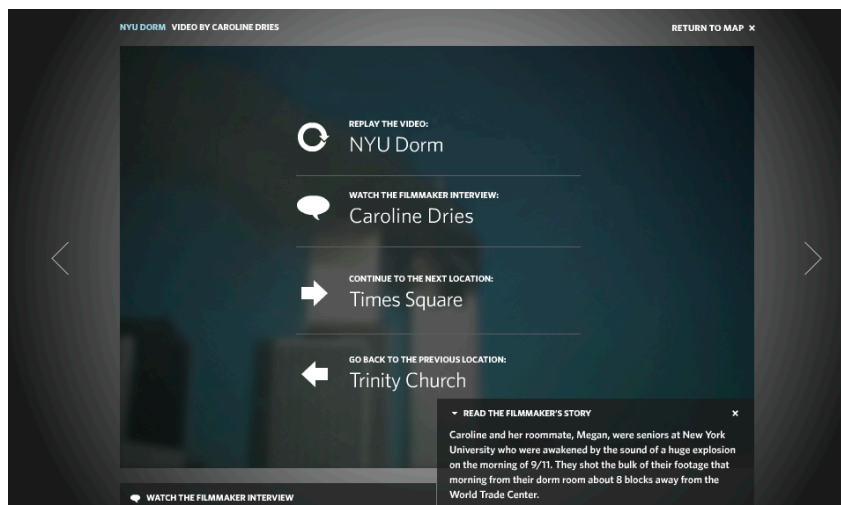 NYU DORM VIDEO BY CAROLINE DRIES
RETURN TO MAP ×
REPLAY THE VIDEO:
NYU Dorm
WATCH THE FILMMAKER INTERVIEW:
Caroline Dries
CONTINUE TO THE NEXT LOCATION:
Times Square
GO BACK TO THE PREVIOUS LOCATION:
Trinity Church
READ THE FILMMAKER'S STORY ×
Caroline and her roommate, Megan, were seniors at New York
University who were awakened by the sound of a huge explosion
on the morning of 9/11. They shot the bulk of their footage that
morning from their dorm room about 8 blocks away from the
World Trade Center.
WATCH THE FILMMAKER INTERVIEW